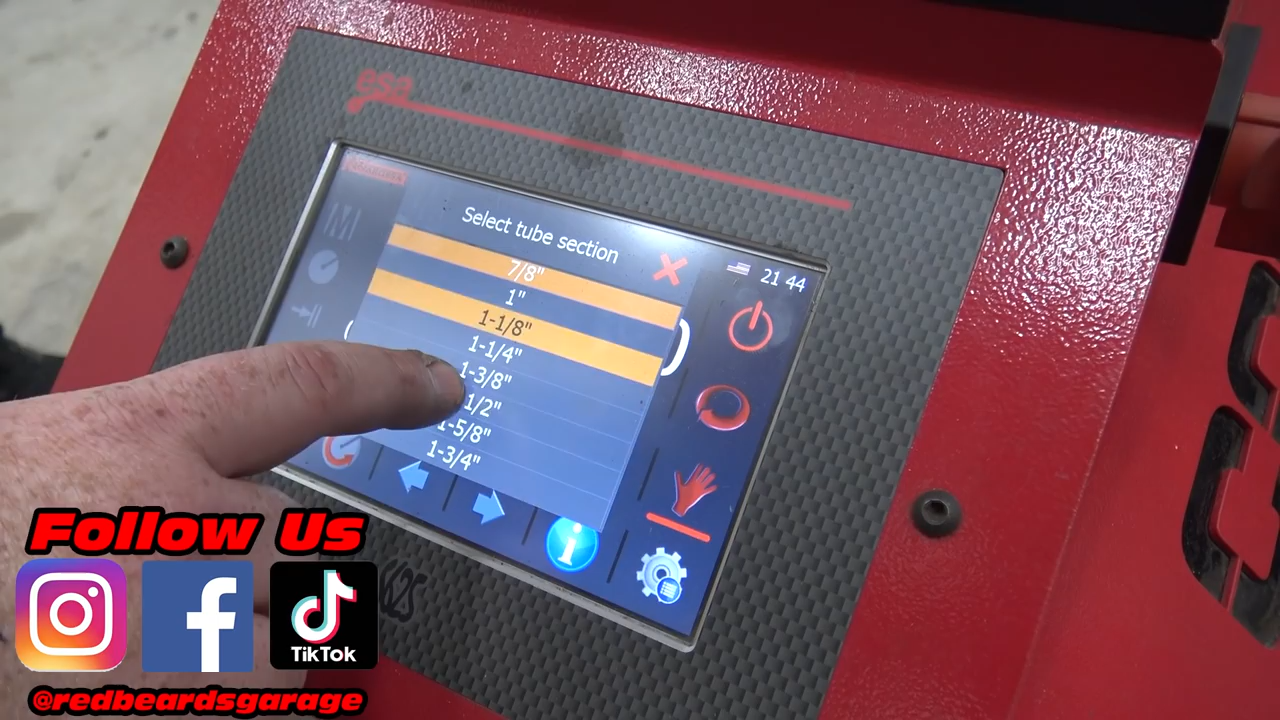 esa
Select tube section
21 44
7/8"
1"
1-1/8"
1-1/4"
1-3/8"
1/2"
1-5/8"
1-3/4"
i
Follow Us
f
TikTok
@redbeardsgarage